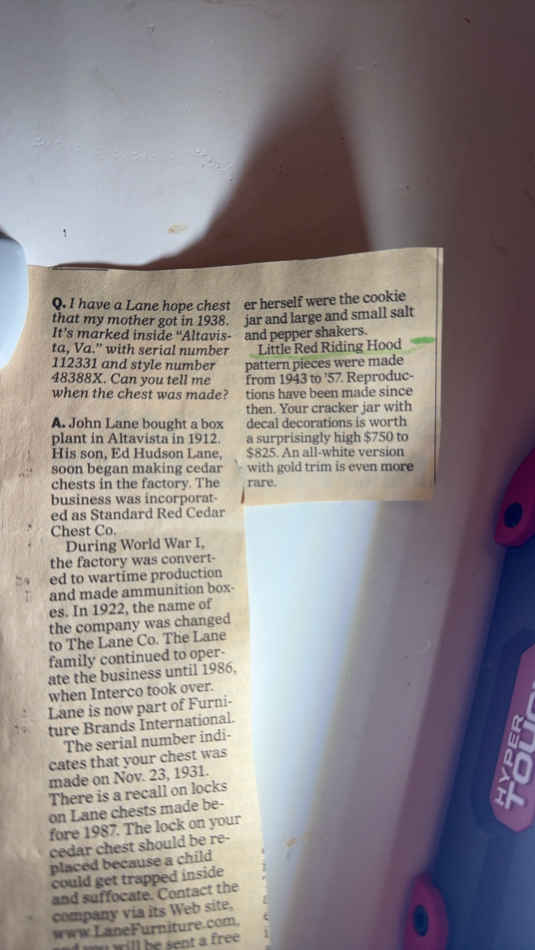 Q. I have a Lane hope chest
that my mother got in 1938.
It's marked inside "Altavis-
ta, Va." with serial number
112331 and style number
48388X. Can you tell me
when the chest was made?
A. John Lane bought a box
plant in Altavista in 1912.
His son, Ed Hudson Lane,
soon began making cedar
chests in the factory. The
business was incorporat-
ed as Standard Red Cedar
Chest Co.
During World War I,
the factory was convert-
ed to wartime production
and made ammunition box-
es. In 1922, the name of
the company was changed
to The Lane Co. The Lane
family continued to oper-
ate the business until 1986,
when Interco took over.
Lane is now part of Furni-
ture Brands International.
The serial number indi-
cates that your chest was
made on Nov. 23, 1931.
There is a recall on locks
on Lane chests made be-
fore 1987. The lock on your
cedar chest should be re-
placed because a child
could get trapped inside
and suffocate. Contact the
company via its Web site,
www.LaneFurniture.com,
and you will be sent a free
er herself were the cookie
jar and large and small salt
and pepper shakers.
Little Red Riding Hood
pattern pieces were made
from 1943 to '57. Reproduc-
tions have been made since
then. Your cracker jar with
decal decorations is worth
a surprisingly high $750 to
$825. An all-white version
with gold trim is even more
rare.
HYPER